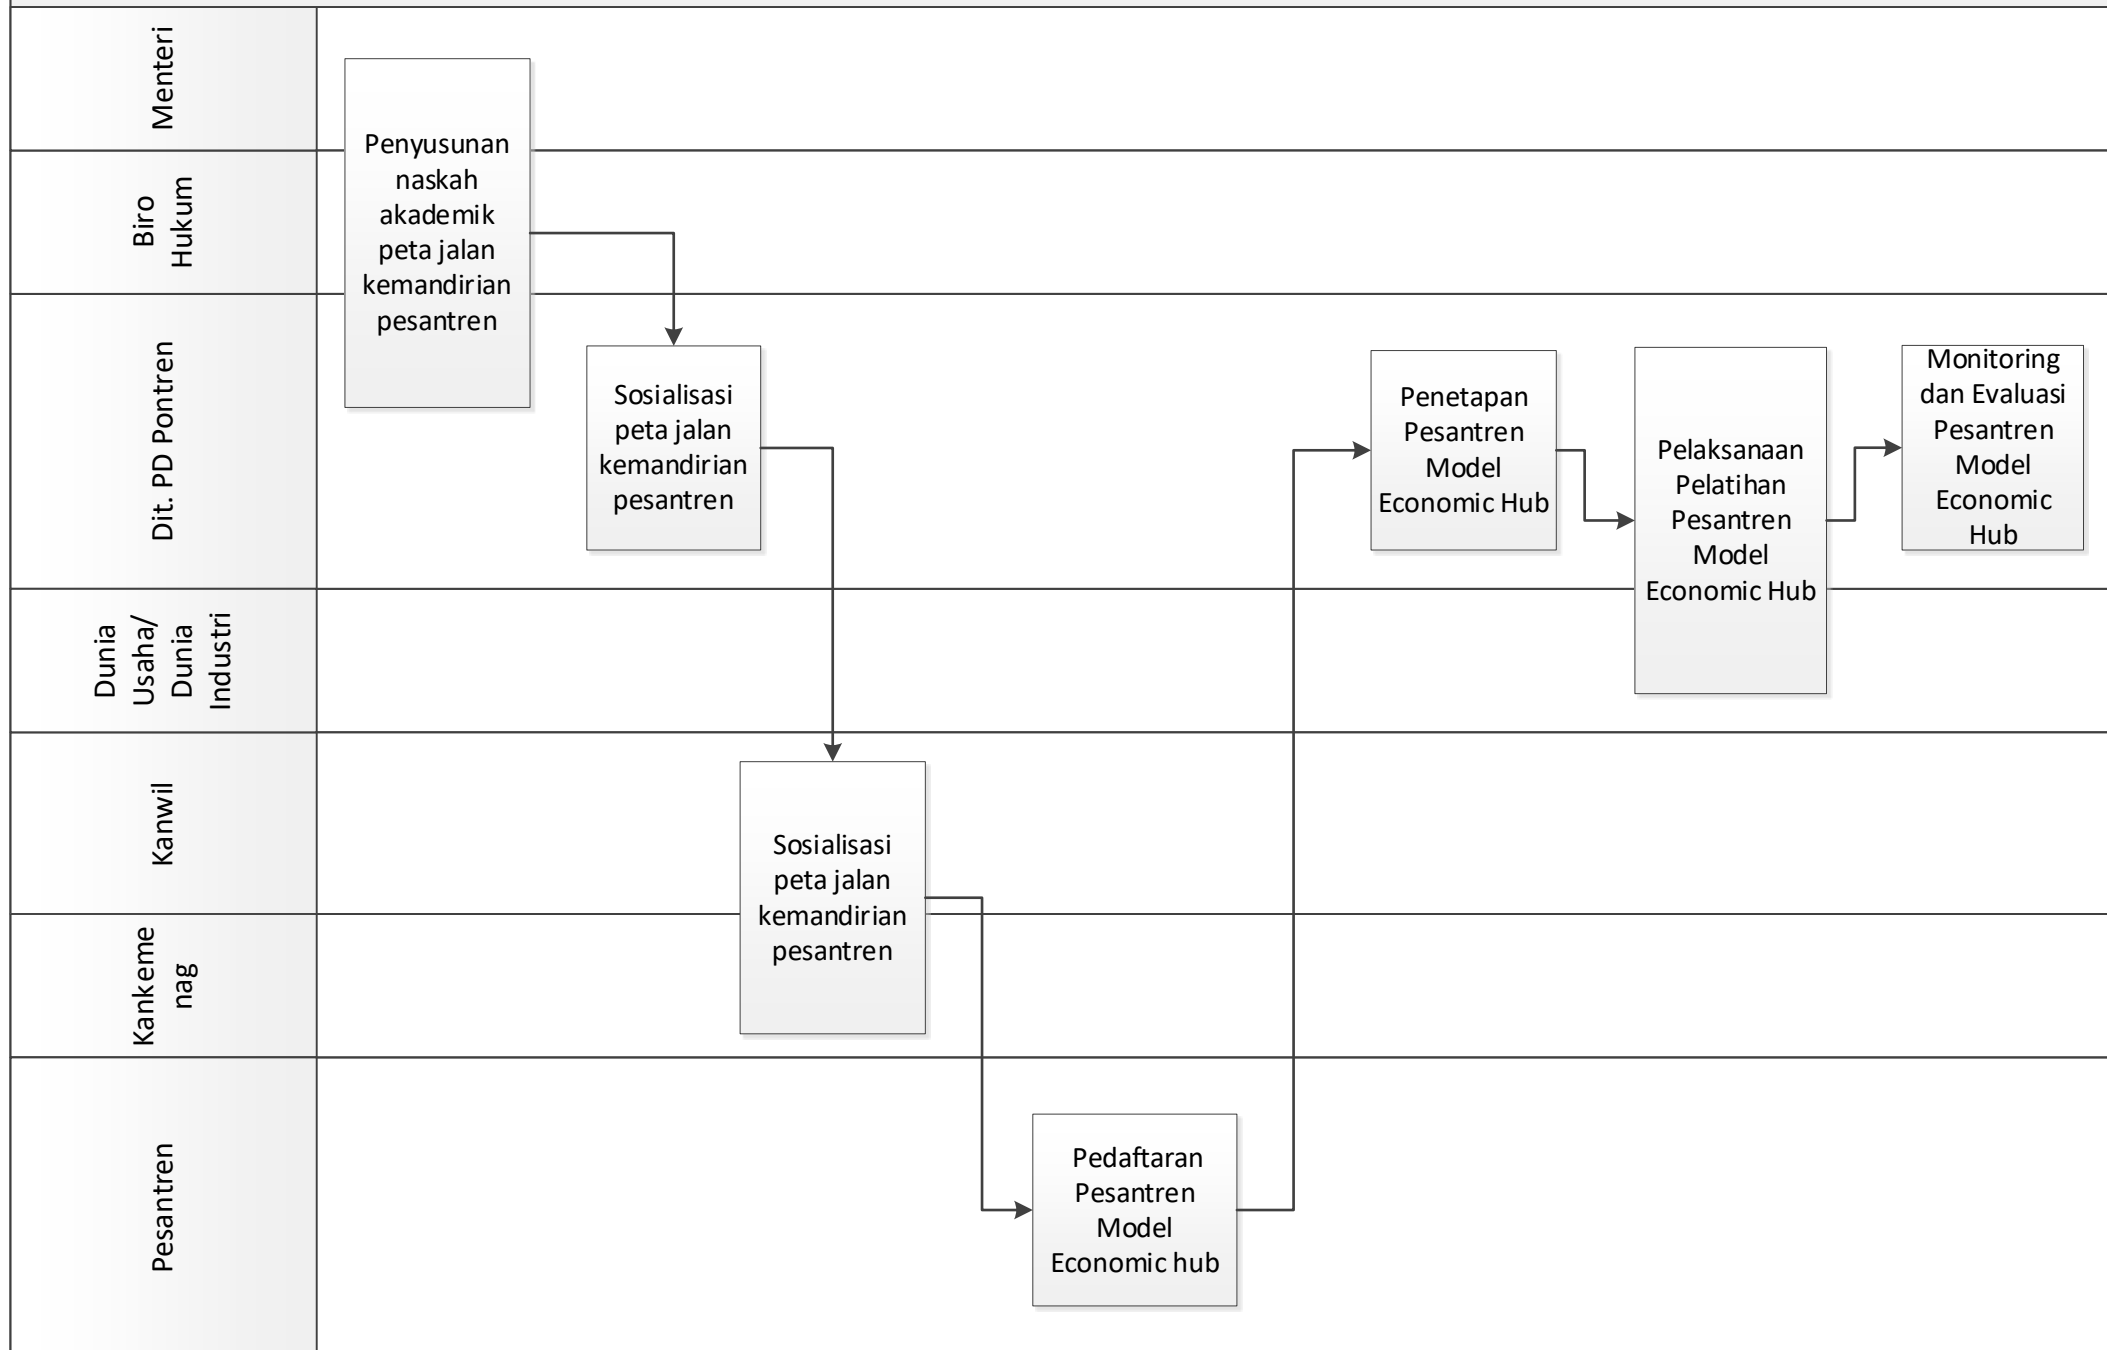 Menteri
Biro
Hukum
Dit. PD Pontren
Dunia
Usaha/
Dunia
Industri
Kanwil
Kankeme
nag
Pesantren
Penyusunan
naskah
akademik
peta jalan
kemandirian
pesantren
Sosialisasi
peta jalan
kemandirian
pesantren
Sosialisasi
peta jalan
kemandirian
pesantren
Pedaftaran
Pesantren
Model
Economic hub
Penetapan
Pesantren
Model
Economic Hub
Pelaksanaan
Pelatihan
Pesantren
Model
Economic Hub
Monitoring
dan Evaluasi
Pesantren
Model
Economic
Hub